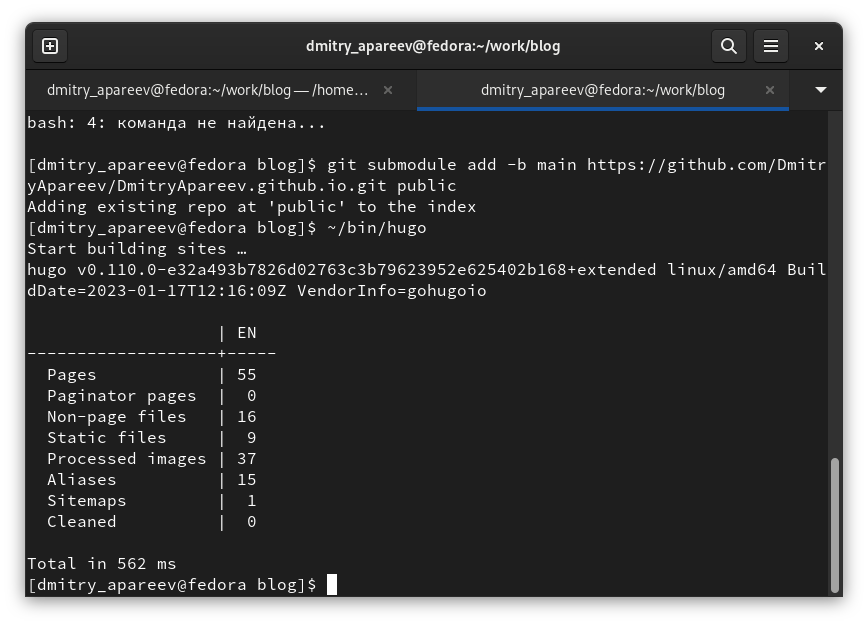 dmitry_apareev@fedora:~/work/blog
dmitry_apareev@fedora:~/work/blog — /home…
dmitry_apareev@fedora:~/work/blog
bash: 4: команда не найдена...
[dmitry_apareev@fedora blog]$ git submodule add -b main https://github.com/Dmitr
yApareev/DmitryApareev.github.io.git public
Adding existing repo at 'public' to the index
[dmitry_apareev@fedora blog]$ ~/bin/hugo
Start building sites …
hugo v0.110.0-e32a493b7826d02763c3b79623952e625402b168+extended linux/amd64 Buil
dDate=2023-01-17T12:16:09Z VendorInfo=gohugoio
                   | EN
-------------------+-----
  Pages            | 55
  Paginator pages  |  0
  Non-page files   | 16
  Static files     |  9
  Processed images | 37
  Aliases          | 15
  Sitemaps         |  1
  Cleaned          |  0
Total in 562 ms
[dmitry_apareev@fedora blog]$